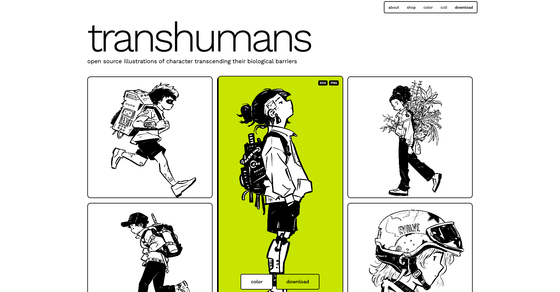 about shop color cc0 download
transhumans
open source illustrations of character transcending their biological barriers
color download